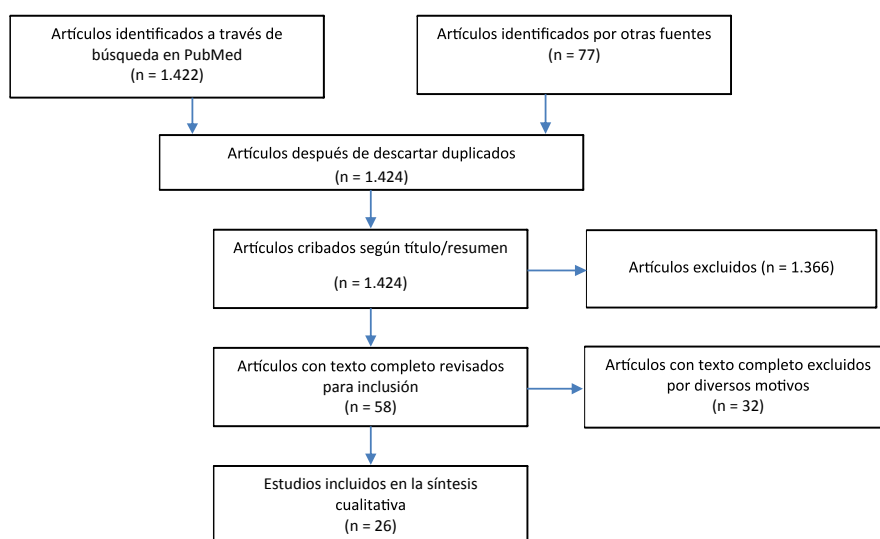 Artículos identificados a través de
búsqueda en PubMed
(n = 1.422)
Artículos identificados por otras fuentes
(n = 77)
Artículos después de descartar duplicados
(n = 1.424)
Artículos cribados según título/resumen
(n = 1.424)
Artículos excluidos (n = 1.366)
Artículos con texto completo revisados
para inclusión
(n = 58)
Artículos con texto completo excluidos
por diversos motivos
(n = 32)
Estudios incluidos en la síntesis
cualitativa
(n = 26)